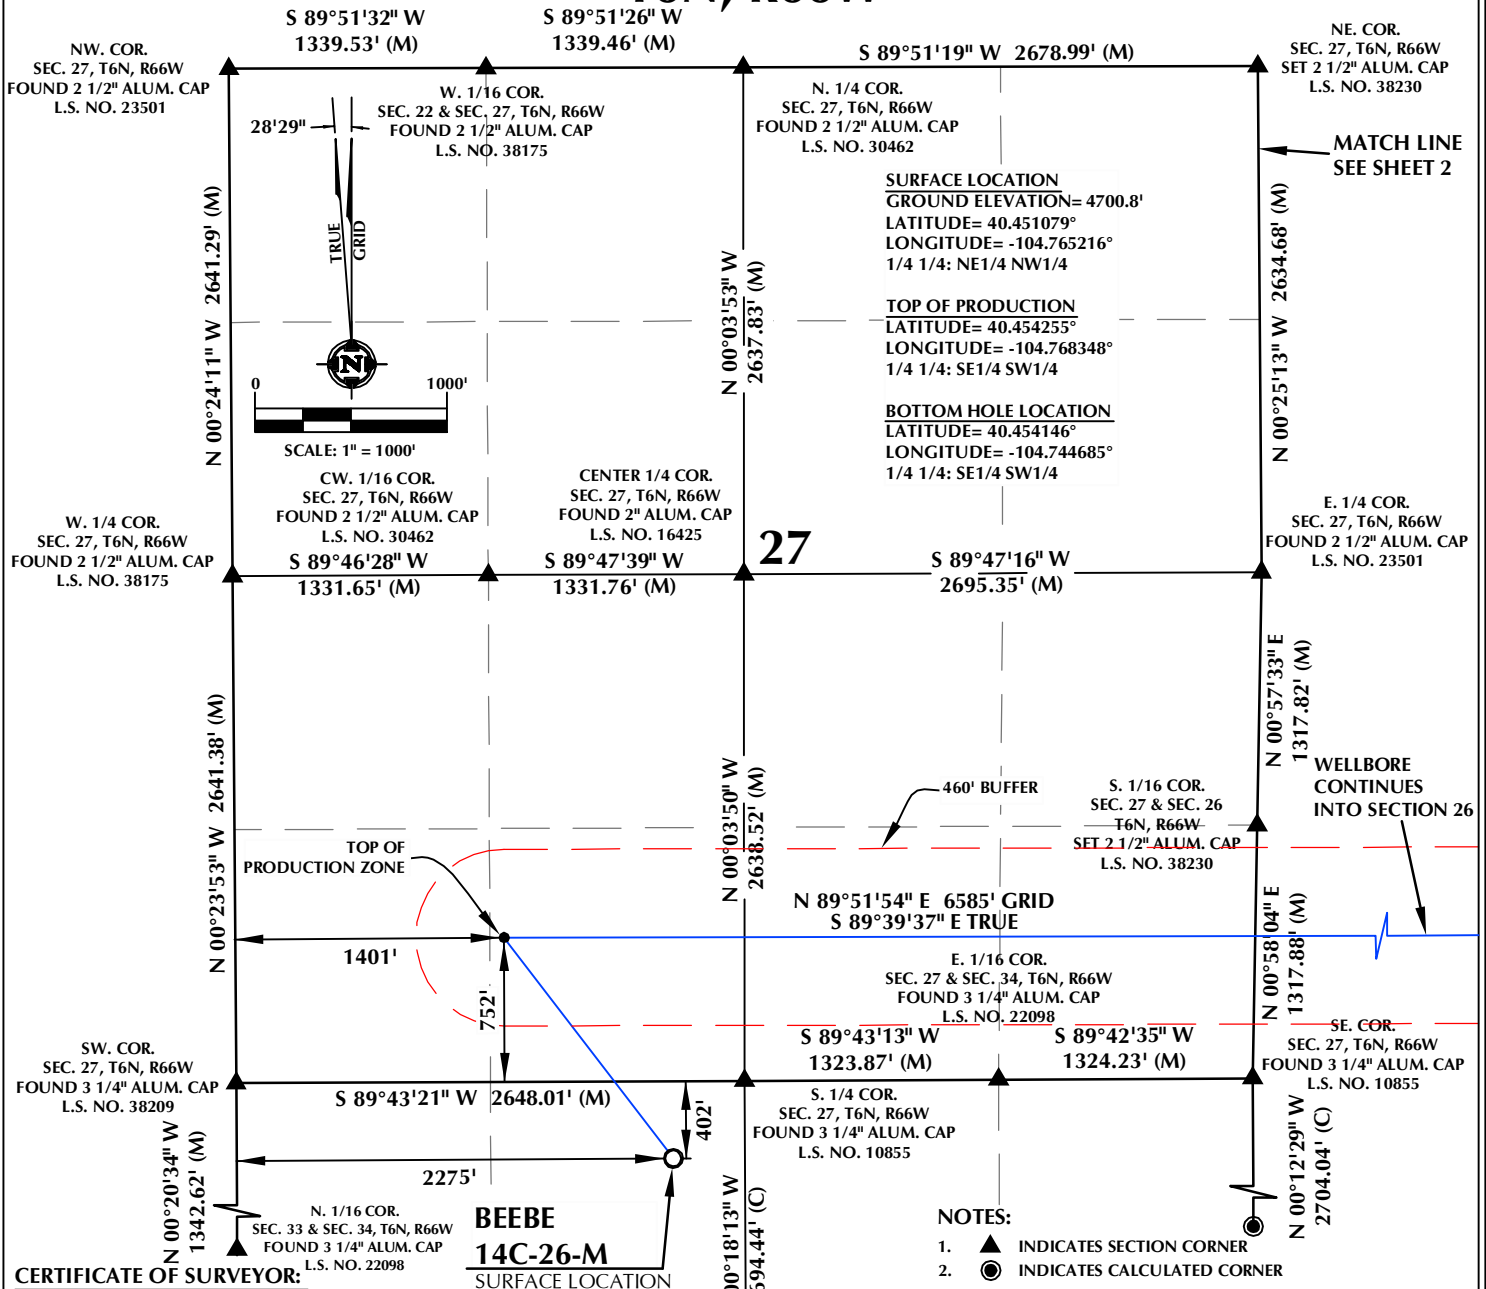 S 89°51'32" W
1339.53' (M)
S 89°51'26" W
1339.46' (M)
S 89°51'19" W 2678.99' (M)
NW. COR.
SEC. 27, T6N, R66W
FOUND 2 1/2" ALUM. CAP
L.S. NO. 23501
W. 1/16 COR.
SEC. 22 & SEC. 27, T6N, R66W
FOUND 2 1/2" ALUM. CAP
L.S. NO. 38175
N. 1/4 COR.
SEC. 27, T6N, R66W
FOUND 2 1/2" ALUM. CAP
L.S. NO. 30462
NE. COR.
SEC. 27, T6N, R66W
SET 2 1/2" ALUM. CAP
L.S. NO. 38230
MATCH LINE
SEE SHEET 2
28'29"
TRUE
GRID
N
0 1000'
SCALE: 1" = 1000'
SURFACE LOCATION
GROUND ELEVATION= 4700.8'
LATITUDE= 40.451079°
LONGITUDE= -104.765216°
1/4 1/4: NE1/4 NW1/4
TOP OF PRODUCTION
LATITUDE= 40.454255°
LONGITUDE= -104.768348°
1/4 1/4: SE1/4 SW1/4
BOTTOM HOLE LOCATION
LATITUDE= 40.454146°
LONGITUDE= -104.744685°
1/4 1/4: SE1/4 SW1/4
N 00°24'11" W 2641.29' (M)
N 00°03'53" W
2637.83' (M)
N 00°25'13" W 2634.68' (M)
W. 1/4 COR.
SEC. 27, T6N, R66W
FOUND 2 1/2" ALUM. CAP
L.S. NO. 38175
CW. 1/16 COR.
SEC. 27, T6N, R66W
FOUND 2 1/2" ALUM. CAP
L.S. NO. 30462
CENTER 1/4 COR.
SEC. 27, T6N, R66W
FOUND 2" ALUM. CAP
L.S. NO. 16425
E. 1/4 COR.
SEC. 27, T6N, R66W
FOUND 2 1/2" ALUM. CAP
L.S. NO. 23501
27
S 89°46'28" W
1331.65' (M)
S 89°47'39" W
1331.76' (M)
S 89°47'16" W
2695.35' (M)
N 00°23'53" W 2641.38' (M)
N 00°03'50" W
2638.52' (M)
N 00°57'33" E
1317.82' (M)
460' BUFFER
S. 1/16 COR.
SEC. 27 & SEC. 26
T6N, R66W
SET 2 1/2" ALUM. CAP
L.S. NO. 38230
WELLBORE
CONTINUES
INTO SECTION 26
TOP OF
PRODUCTION ZONE
N 89°51'54" E 6585' GRID
S 89°39'37" E TRUE
1401'
752'
E. 1/16 COR.
SEC. 27 & SEC. 34, T6N, R66W
FOUND 3 1/4" ALUM. CAP
L.S. NO. 22098
N 00°58'04" E
1317.88' (M)
S 89°43'13" W
1323.87' (M)
S 89°42'35" W
1324.23' (M)
SW. COR.
SEC. 27, T6N, R66W
FOUND 3 1/4" ALUM. CAP
L.S. NO. 38209
SE. COR.
SEC. 27, T6N, R66W
FOUND 3 1/4" ALUM. CAP
L.S. NO. 10855
S 89°43'21" W 2648.01' (M)
402'
S. 1/4 COR.
SEC. 27, T6N, R66W
FOUND 3 1/4" ALUM. CAP
L.S. NO. 10855
2275'
N 00°20'34" W
1342.62' (M)
N. 1/16 COR.
SEC. 33 & SEC. 34, T6N, R66W
FOUND 3 1/4" ALUM. CAP
L.S. NO. 22098
BEEBE
14C-26-M
SURFACE LOCATION
00°18'13" W
594.44' (C)
N 00°12'29" W
2704.04' (C)
NOTES:
1. INDICATES SECTION CORNER
2. INDICATES CALCULATED CORNER
CERTIFICATE OF SURVEYOR: